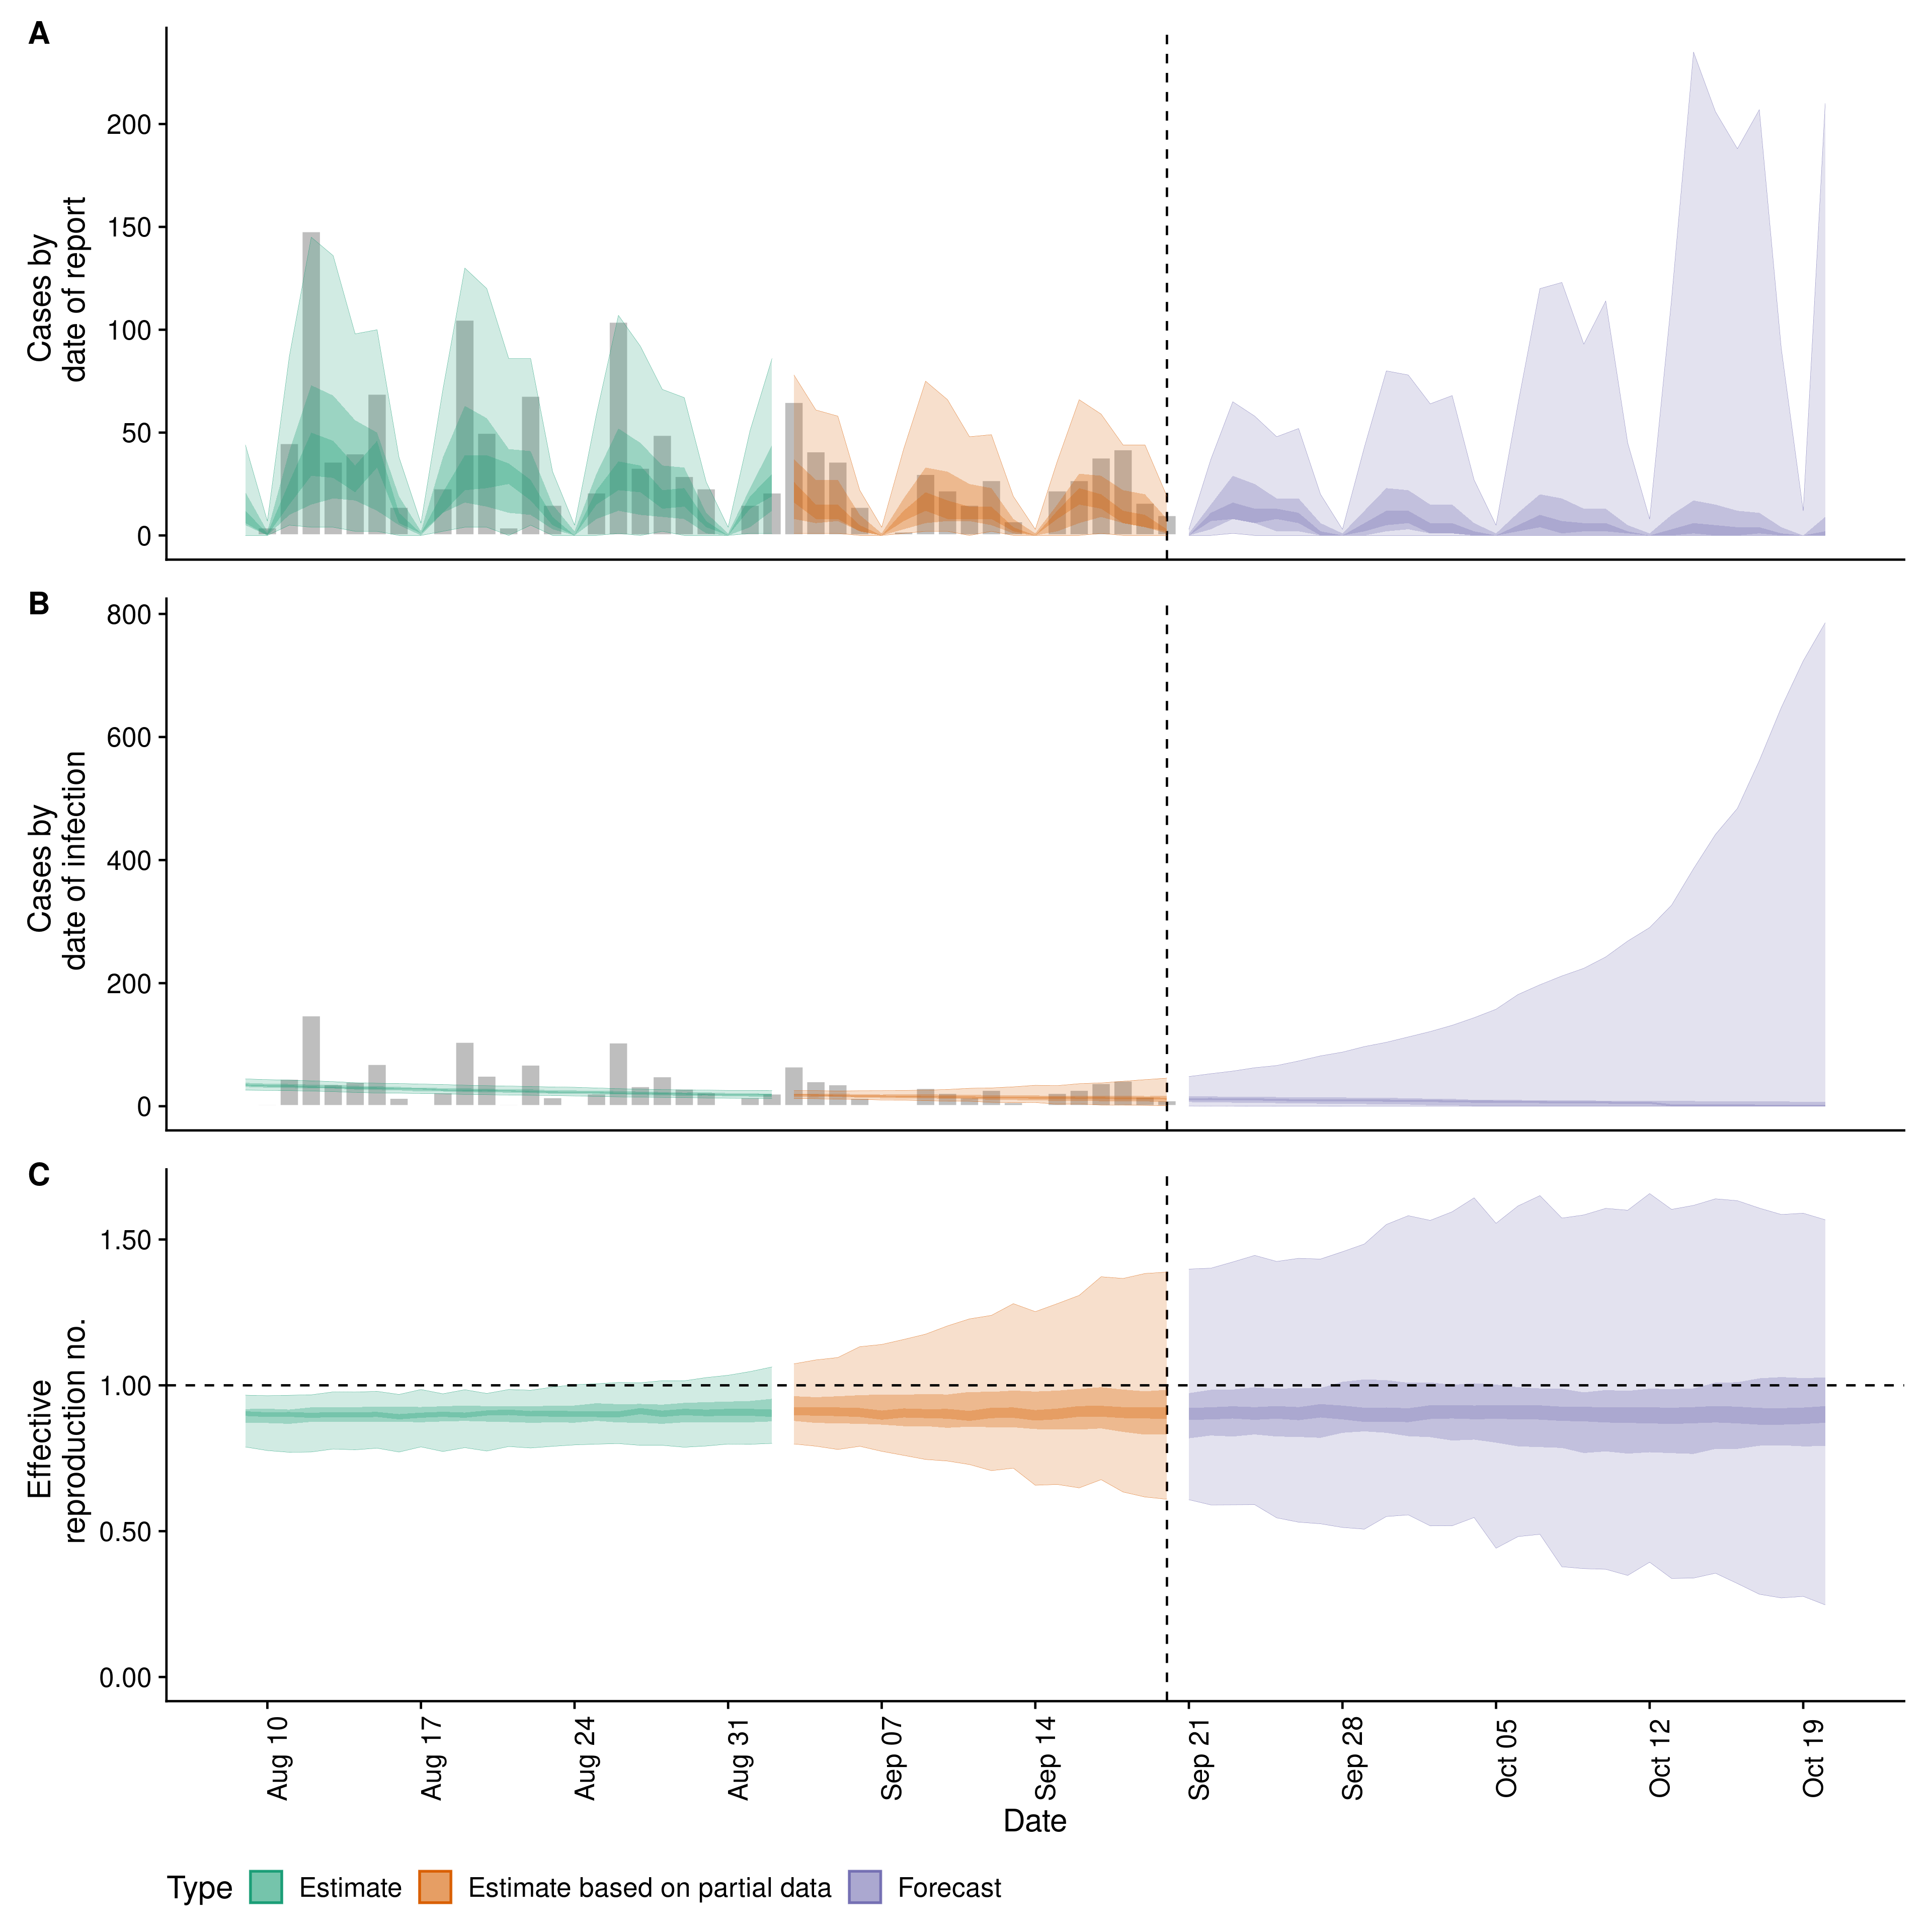 A
Cases by
date of report
200
150
100
50
0
B
Cases by
date of infection
800
600
400
200
0
C
Effective
reproduction no.
1.50
1.00
0.50
0.00
Aug 10
Aug 17
Aug 24
Aug 31
Sep 07
Sep 14
Sep 21
Sep 28
Oct 05
Oct 12
Oct 19
Date
Type Estimate Estimate based on partial data Forecast